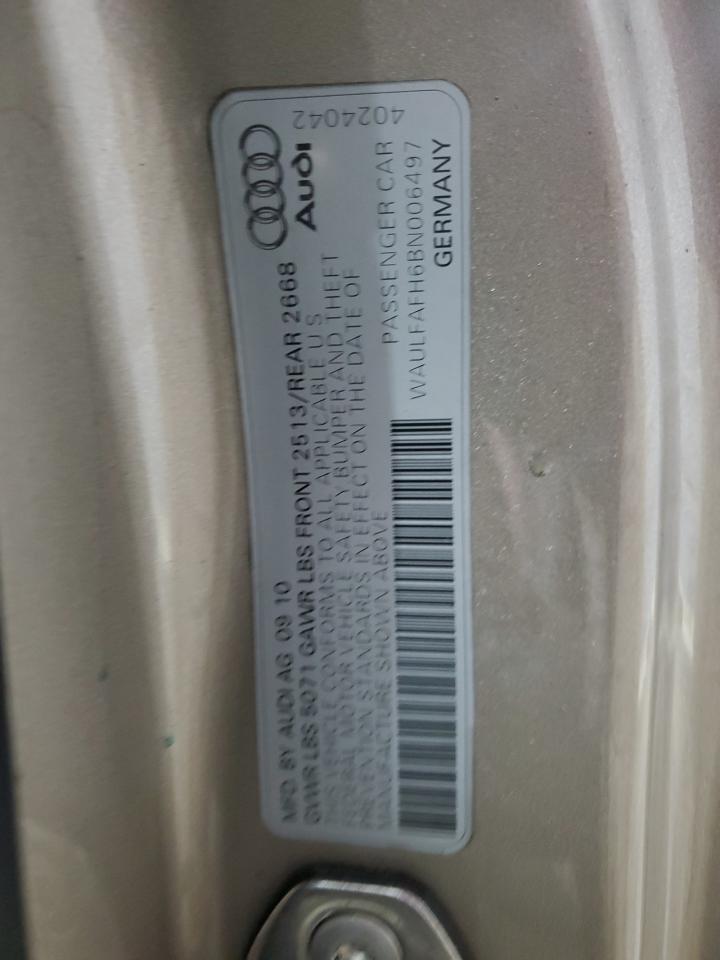 MFD. BY AUDI AG 09 10
GVWR LBS 5071 GAWR LBS FRONT 2513/REAR 2668
THIS VEHICLE CONFORMS TO ALL APPLICABLE U S
FEDERAL MOTOR VEHICLE SAFETY BUMPER AND THEFT
PREVENTION STANDARDS IN EFFECT ON THE DATE OF
MANUFACTURE SHOWN ABOVE
PASSENGER CAR
WAULFAFH6BN006497
GERMANY
Audi
4024042